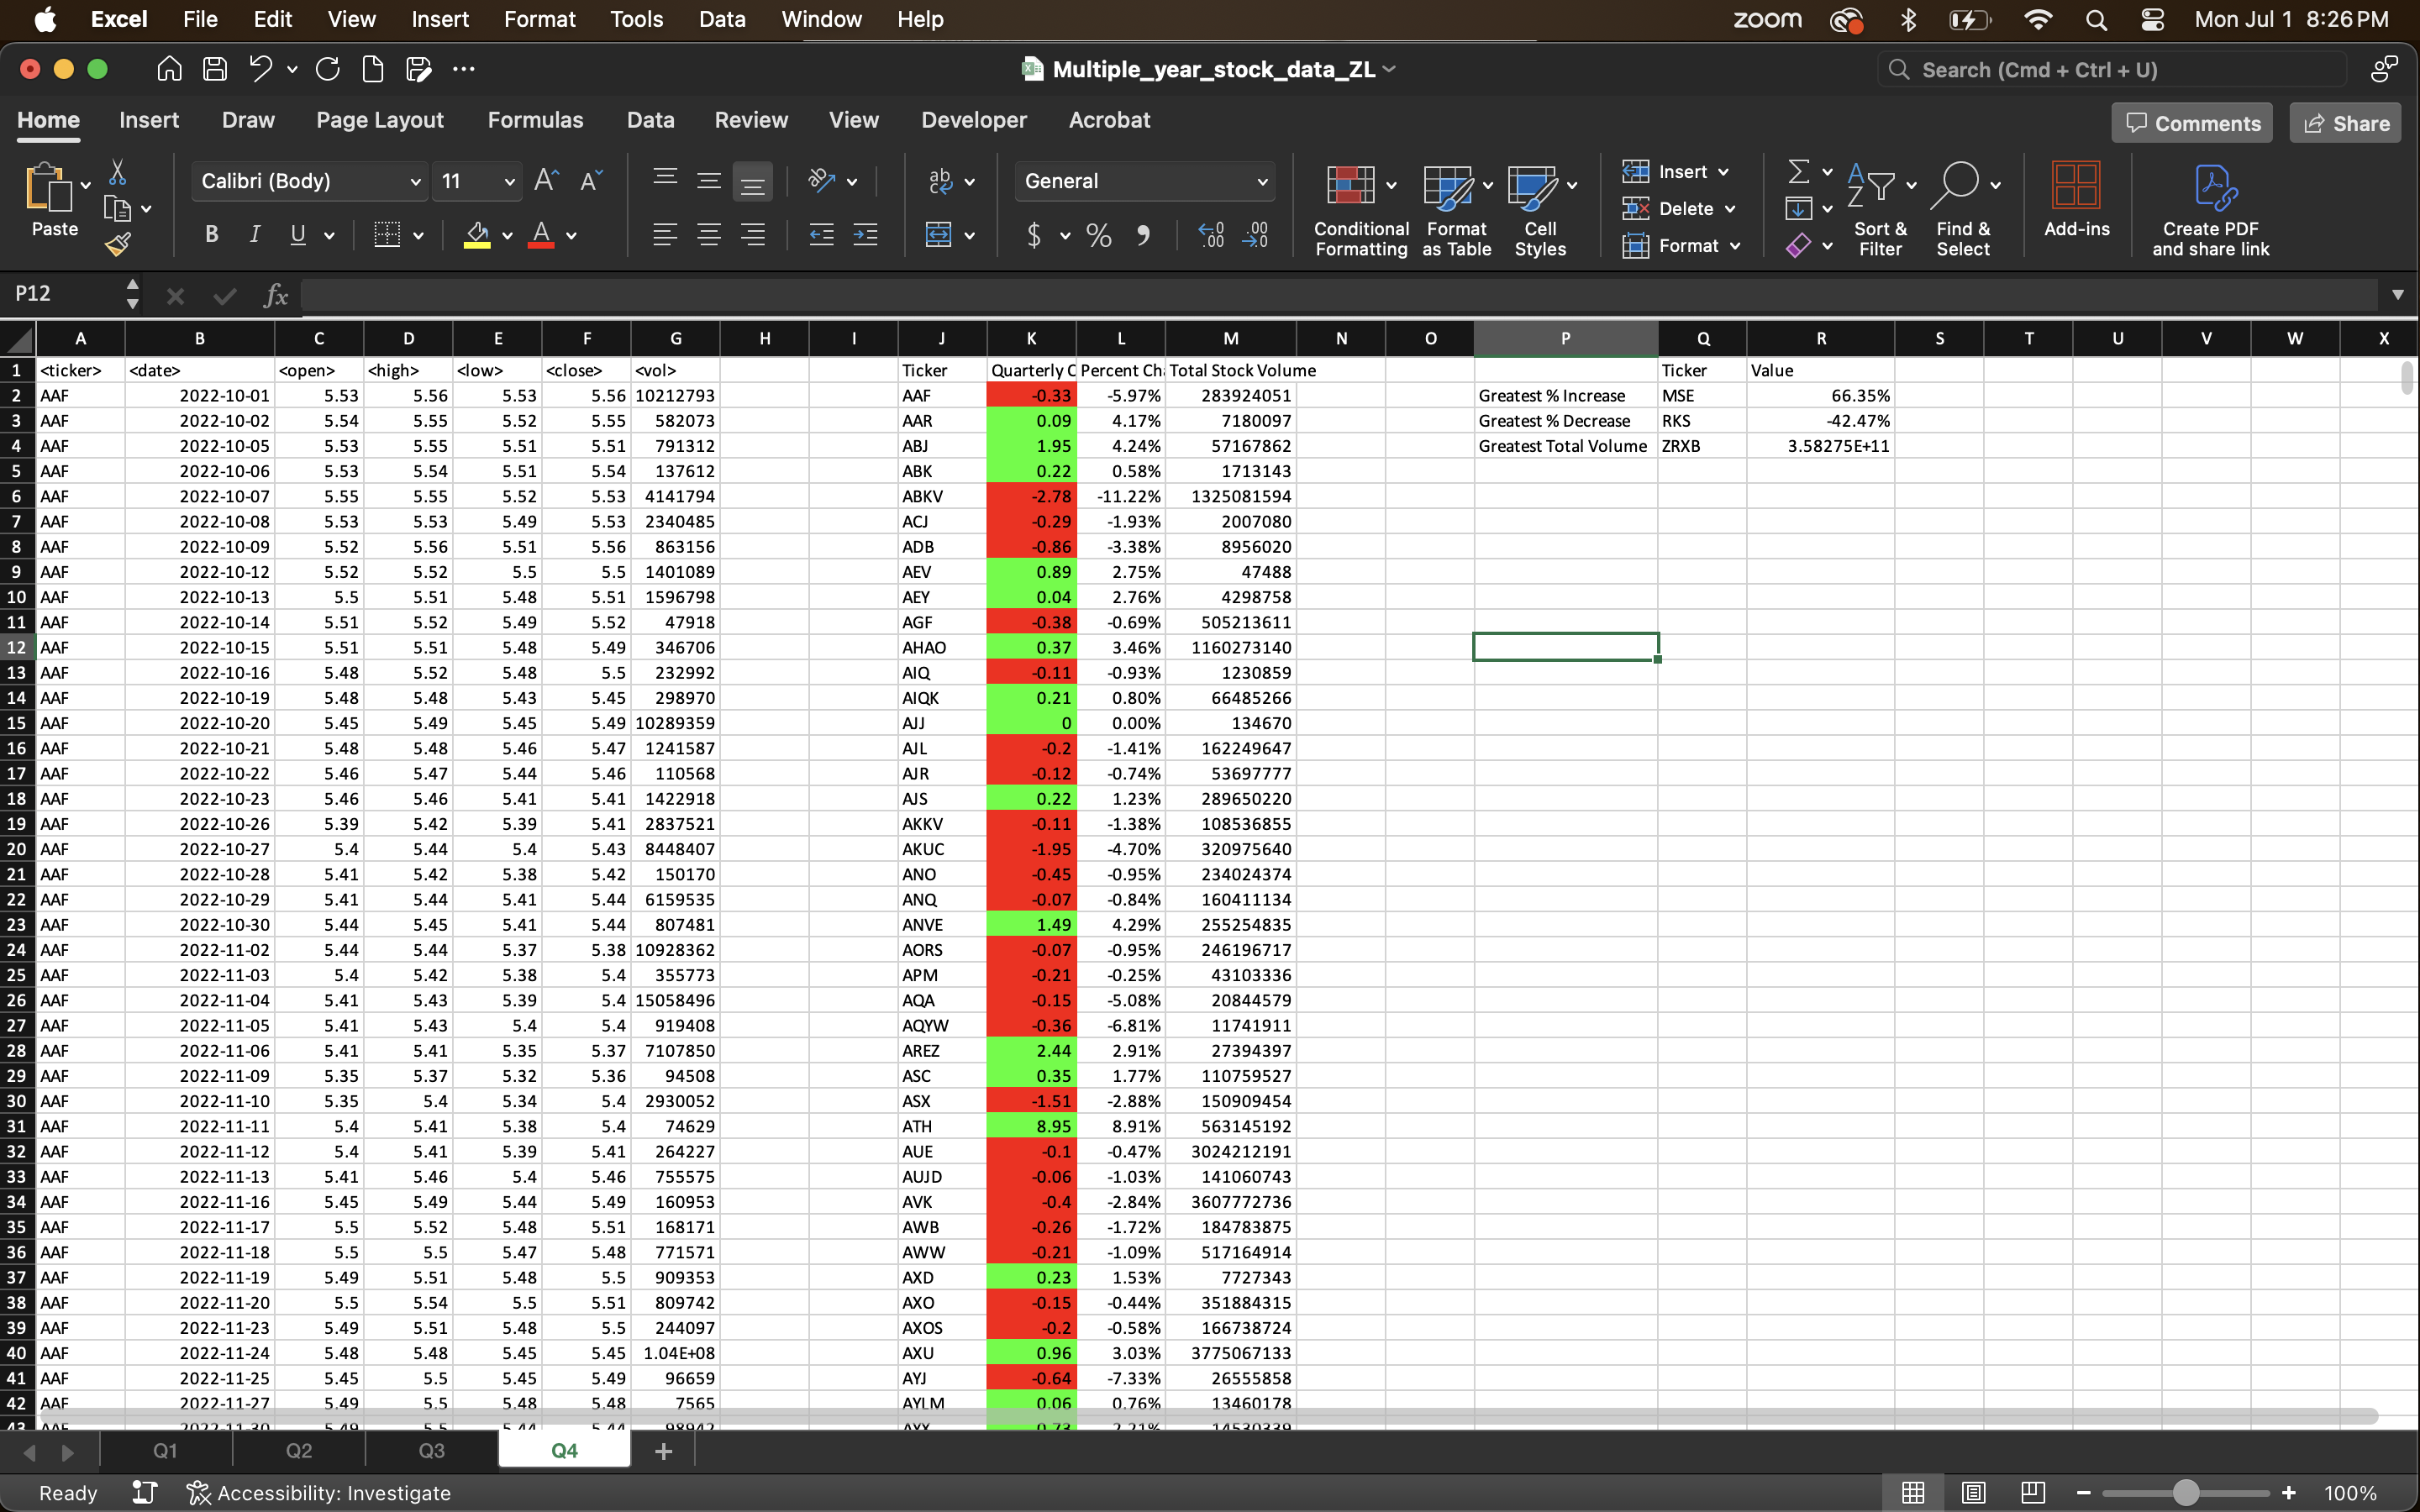 Excel File Edit View Insert Format Tools Data Window Help zoom Mon Jul 1 8:26 PM
Multiple_year_stock_data_ZL Search (Cmd + Ctrl + U)
Home Insert Draw Page Layout Formulas Data Review View Developer Acrobat Comments Share
Paste Calibri (Body) 11 General Conditional Formatting Format as Table Cell Styles Insert Delete Format Sort & Filter Find & Select Add-ins Create PDF and share link
P12 fx
A B C D E F G H I J K L M N O P Q R S T U V W X
1 <ticker> <date> <open> <high> <low> <close> <vol> Ticker Quarterly C Percent Cha Total Stock Volume Ticker Value
2 AAF 2022-10-01 5.53 5.56 5.53 5.56 10212793 AAF -0.33 -5.97% 283924051 Greatest % Increase MSE 66.35%
3 AAF 2022-10-02 5.54 5.55 5.52 5.55 582073 AAR 0.09 4.17% 7180097 Greatest % Decrease RKS -42.47%
4 AAF 2022-10-05 5.53 5.55 5.51 5.51 791312 ABJ 1.95 4.24% 57167862 Greatest Total Volume ZRXB 3.58275E+11
5 AAF 2022-10-06 5.53 5.54 5.51 5.54 137612 ABK 0.22 0.58% 1713143
6 AAF 2022-10-07 5.55 5.55 5.52 5.53 4141794 ABKV -2.78 -11.22% 1325081594
7 AAF 2022-10-08 5.53 5.53 5.49 5.53 2340485 ACJ -0.29 -1.93% 2007080
8 AAF 2022-10-09 5.52 5.56 5.51 5.56 863156 ADB -0.86 -3.38% 8956020
9 AAF 2022-10-12 5.52 5.52 5.5 5.5 1401089 AEV 0.89 2.75% 47488
10 AAF 2022-10-13 5.5 5.51 5.48 5.51 1596798 AEY 0.04 2.76% 4298758
11 AAF 2022-10-14 5.51 5.52 5.49 5.52 47918 AGF -0.38 -0.69% 505213611
12 AAF 2022-10-15 5.51 5.51 5.48 5.49 346706 AHAO 0.37 3.46% 1160273140
13 AAF 2022-10-16 5.48 5.52 5.48 5.5 232992 AIQ -0.11 -0.93% 1230859
14 AAF 2022-10-19 5.48 5.48 5.43 5.45 298970 AIQK 0.21 0.80% 66485266
15 AAF 2022-10-20 5.45 5.49 5.45 5.49 10289359 AJJ 0 0.00% 134670
16 AAF 2022-10-21 5.48 5.48 5.46 5.47 1241587 AJL -0.2 -1.41% 162249647
17 AAF 2022-10-22 5.46 5.47 5.44 5.46 110568 AJR -0.12 -0.74% 53697777
18 AAF 2022-10-23 5.46 5.46 5.41 5.41 1422918 AJS 0.22 1.23% 289650220
19 AAF 2022-10-26 5.39 5.42 5.39 5.41 2837521 AKKV -0.11 -1.38% 108536855
20 AAF 2022-10-27 5.4 5.44 5.4 5.43 8448407 AKUC -1.95 -4.70% 320975640
21 AAF 2022-10-28 5.41 5.42 5.38 5.42 150170 ANO -0.45 -0.95% 234024374
22 AAF 2022-10-29 5.41 5.44 5.41 5.44 6159535 ANQ -0.07 -0.84% 160411134
23 AAF 2022-10-30 5.44 5.45 5.41 5.44 807481 ANVE 1.49 4.29% 255254835
24 AAF 2022-11-02 5.44 5.44 5.37 5.38 10928362 AORS -0.07 -0.95% 246196717
25 AAF 2022-11-03 5.4 5.42 5.38 5.4 355773 APM -0.21 -0.25% 43103336
26 AAF 2022-11-04 5.41 5.43 5.39 5.4 15058496 AQA -0.15 -5.08% 20844579
27 AAF 2022-11-05 5.41 5.43 5.4 5.4 919408 AQYW -0.36 -6.81% 11741911
28 AAF 2022-11-06 5.41 5.41 5.35 5.37 7107850 AREZ 2.44 2.91% 27394397
29 AAF 2022-11-09 5.35 5.37 5.32 5.36 94508 ASC 0.35 1.77% 110759527
30 AAF 2022-11-10 5.35 5.4 5.34 5.4 2930052 ASX -1.51 -2.88% 150909454
31 AAF 2022-11-11 5.4 5.41 5.38 5.4 74629 ATH 8.95 8.91% 563145192
32 AAF 2022-11-12 5.4 5.41 5.39 5.41 264227 AUE -0.1 -0.47% 3024212191
33 AAF 2022-11-13 5.41 5.46 5.4 5.46 755575 AUJD -0.06 -1.03% 141060743
34 AAF 2022-11-16 5.45 5.49 5.44 5.49 160953 AVK -0.4 -2.84% 3607772736
35 AAF 2022-11-17 5.5 5.52 5.48 5.51 168171 AWB -0.26 -1.72% 184783875
36 AAF 2022-11-18 5.5 5.5 5.47 5.48 771571 AWW -0.21 -1.09% 517164914
37 AAF 2022-11-19 5.49 5.51 5.48 5.5 909353 AXD 0.23 1.53% 7727343
38 AAF 2022-11-20 5.5 5.54 5.5 5.51 809742 AXO -0.15 -0.44% 351884315
39 AAF 2022-11-23 5.49 5.51 5.48 5.5 244097 AXOS -0.2 -0.58% 166738724
40 AAF 2022-11-24 5.48 5.48 5.45 5.45 1.04E+08 AXU 0.96 3.03% 3775067133
41 AAF 2022-11-25 5.45 5.5 5.45 5.49 96659 AYJ -0.64 -7.33% 26555858
42 AAF 2022-11-27 5.49 5.5 5.48 5.48 7565 AYLM 0.06 0.76% 13460178
43 AAF 2022-11-30 5.49 5.5 5.44 5.44 98942 AYX 0.73 2.21% 14530339
Q1 Q2 Q3 Q4 +
Ready Accessibility: Investigate 100%